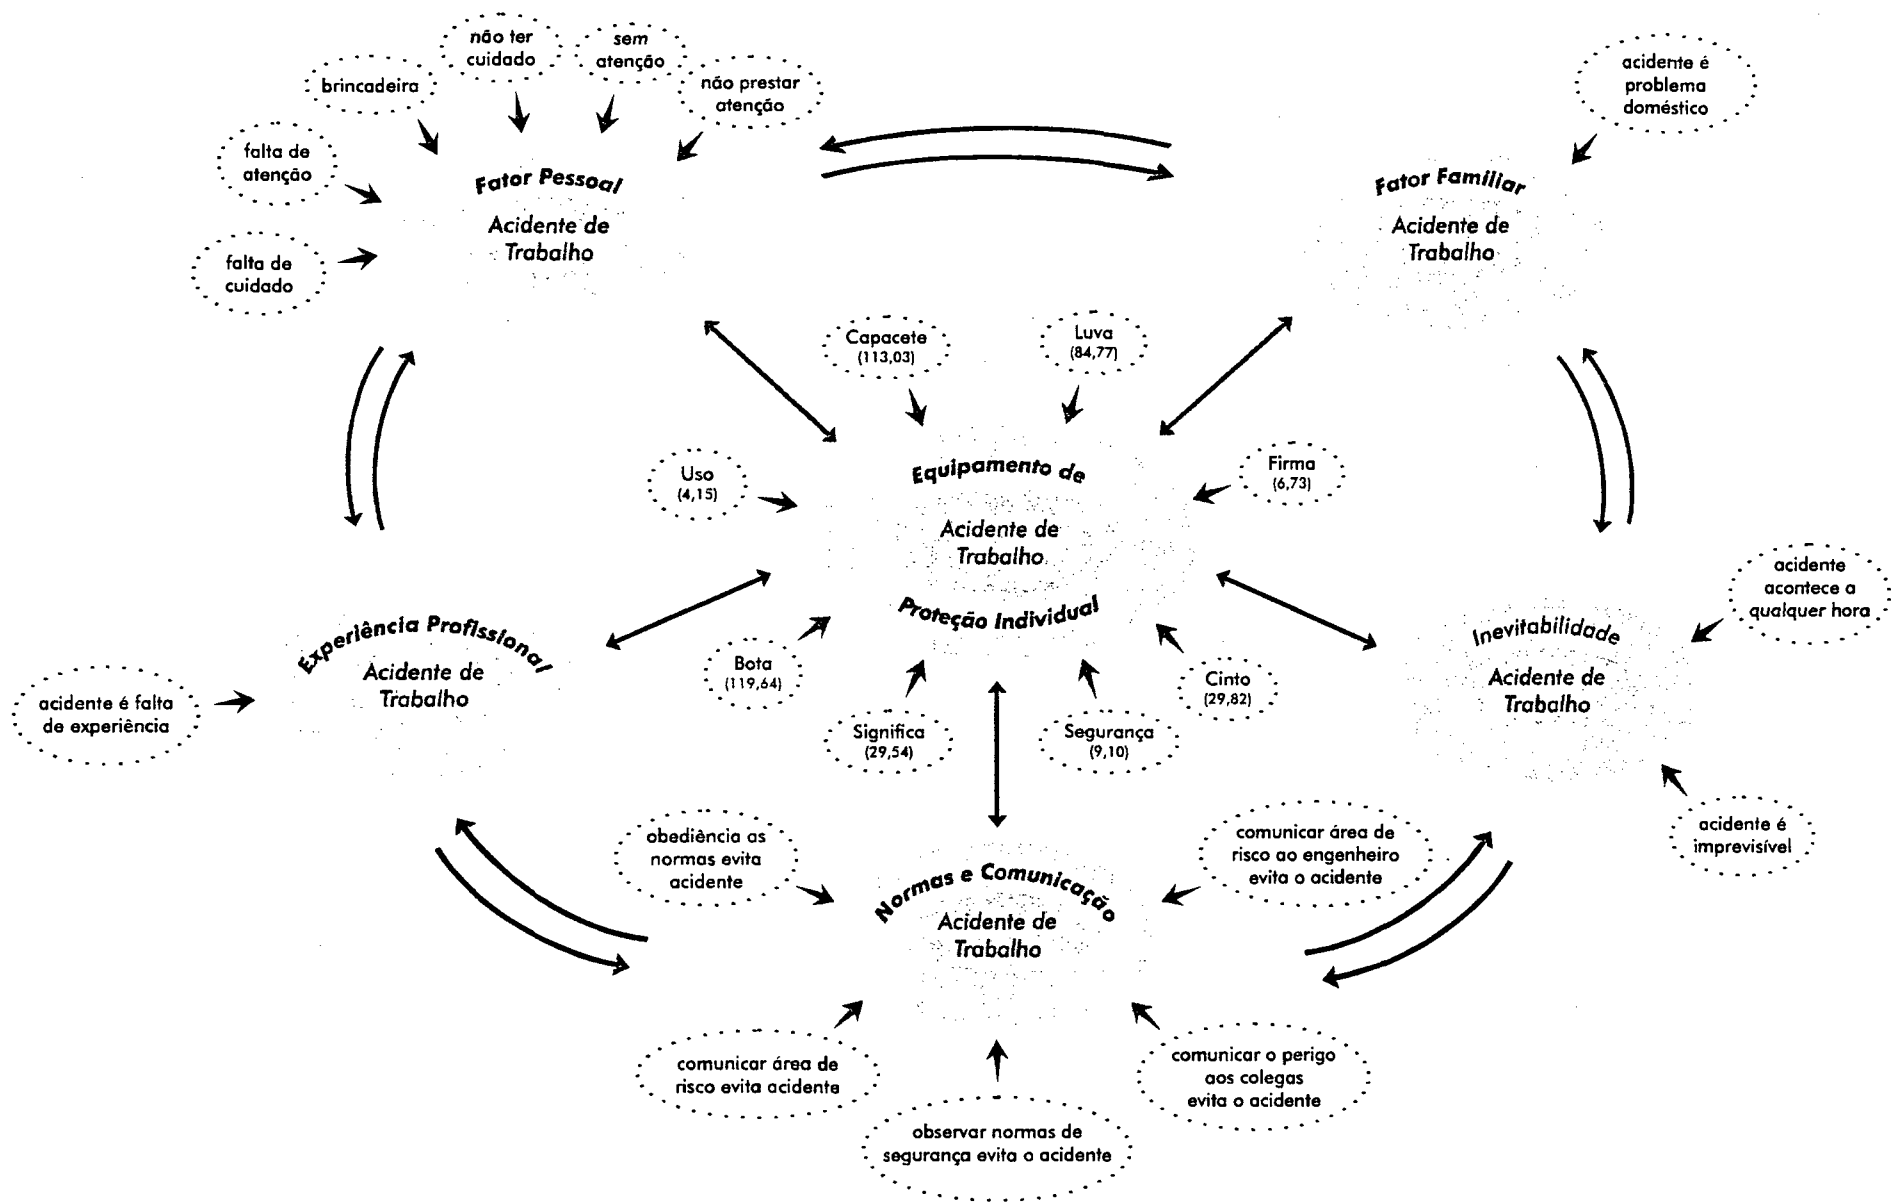 não ter
cuidado
sem
atenção
brincadeira
não prestar
atenção
falta de
atenção
falta de
cuidado
Fator Pessoal
Acidente de
Trabalho
acidente é
problema
doméstico
Fator Familiar
Acidente de
Trabalho
Capacete
(113,03)
Luva
(84,77)
Uso
(4,15)
Firma
(6,73)
Equipamento de
Acidente de
Trabalho
Proteção Individual
Bota
(119,64)
Cinto
(29,82)
Significa
(29,54)
Segurança
(9,10)
Experiência Profissional
Acidente de
Trabalho
acidente é falta
de experiência
acidente
acontece a
qualquer hora
Inevitabilidade
Acidente de
Trabalho
acidente é
imprevisível
obediência as
normas evita
acidente
comunicar área de
risco ao engenheiro
evita o acidente
Normas e Comunicação
Acidente de
Trabalho
comunicar área de
risco evita acidente
comunicar o perigo
aos colegas
evita o acidente
observar normas de
segurança evita o acidente